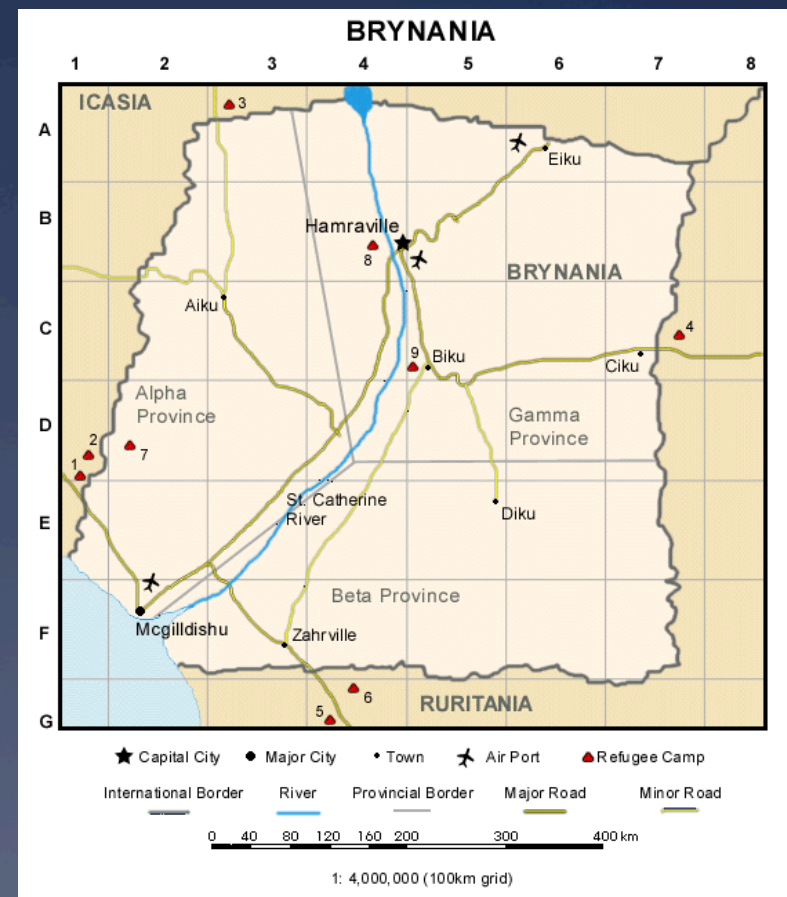 BRYNANIA
1 2 3 4 5 6 7 8
ICASIA
3
A
Eiku
B
Hamraville
8
BRYNANIA
Aiku
C
4
9 Biku
Ciku
Alpha
Province
D
Gamma
Province
2
7
1
St. Catherine
River
Diku
E
Beta Province
F
Mcgilldishu
Zahrville
6
RURITANIA
5
G
Capital City Major City Town Air Port Refugee Camp
International Border River Provincial Border Major Road Minor Road
0 40 80 120 160 200 300 400 km
1: 4,000,000 (100km grid)